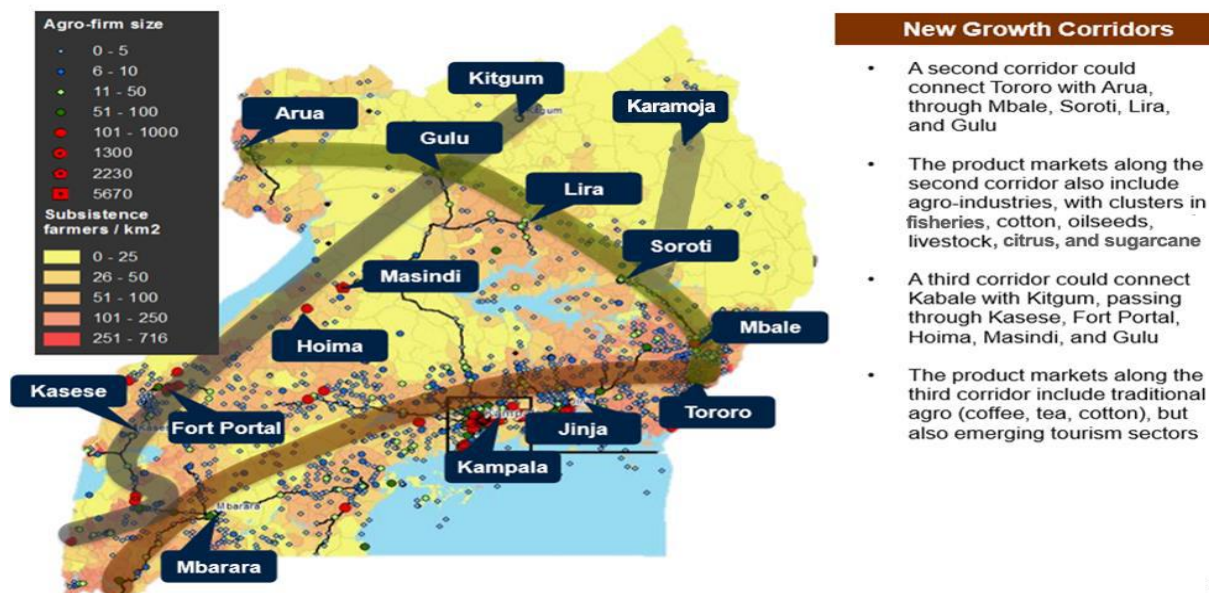 Agro-firm size
0 - 5
6 - 10
11 - 50
51 - 100
101 - 1000
1300
2230
5670
Subsistence
farmers / km2
0 - 25
26 - 50
51 - 100
101 - 250
251 - 716
Kitgum
Karamoja
Arua
Gulu
Lira
Soroti
Masindi
Mbale
Hoima
Kasese
Fort Portal
Tororo
Jinja
Kampala
Mbarara
Mbarara
New Growth Corridors
• A second corridor could
connect Tororo with Arua,
through Mbale, Soroti, Lira,
and Gulu
• The product markets along the
second corridor also include
agro-industries, with clusters in
fisheries, cotton, oilseeds,
livestock, citrus, and sugarcane
• A third corridor could connect
Kabale with Kitgum, passing
through Kasese, Fort Portal,
Hoima, Masindi, and Gulu
• The product markets along the
third corridor include traditional
agro (coffee, tea, cotton), but
also emerging tourism sectors